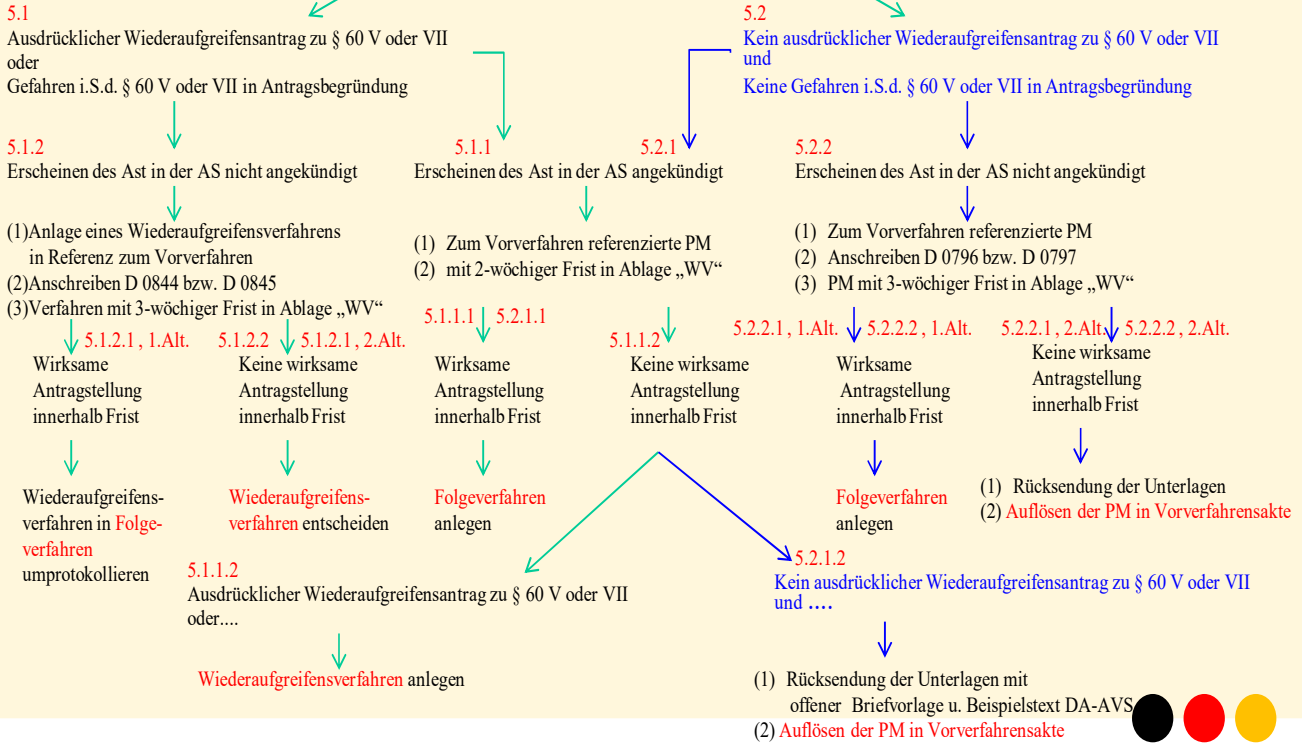 5.1
Ausdrücklicher Wiederaufgreifensantrag zu § 60 V oder VII
oder
Gefahren i.S.d. § 60 V oder VII in Antragsbegründung
5.2
Kein ausdrücklicher Wiederaufgreifensantrag zu § 60 V oder VII
und
Keine Gefahren i.S.d. § 60 V oder VII in Antragsbegründung
5.1.2
Erscheinen des Ast in der AS nicht angekündigt
5.1.1 5.2.1
Erscheinen des Ast in der AS angekündigt
5.2.2
Erscheinen des Ast in der AS nicht angekündigt
(1)Anlage eines Wiederaufgreifensverfahrens
in Referenz zum Vorverfahren
(2)Anschreiben D 0844 bzw. D 0845
(3)Verfahren mit 3-wöchiger Frist in Ablage „WV“
(1) Zum Vorverfahren referenzierte PM
(2) mit 2-wöchiger Frist in Ablage „WV“
(1) Zum Vorverfahren referenzierte PM
(2) Anschreiben D 0796 bzw. D 0797
(3) PM mit 3-wöchiger Frist in Ablage „WV“
5.1.2.1 , 1.Alt.
Wirksame
Antragstellung
innerhalb Frist
5.1.2.2 5.1.2.1 , 2.Alt.
Keine wirksame
Antragstellung
innerhalb Frist
5.1.1.1 5.2.1.1
Wirksame
Antragstellung
innerhalb Frist
5.1.1.2
Keine wirksame
Antragstellung
innerhalb Frist
5.2.2.1 , 1.Alt. 5.2.2.2 , 1.Alt.
Wirksame
Antragstellung
innerhalb Frist
5.2.2.1 , 2.Alt. 5.2.2.2 , 2.Alt.
Keine wirksame
Antragstellung
innerhalb Frist
Wiederaufgreifens-
verfahren in Folge-
verfahren
umprotokollieren
Wiederaufgreifens-
verfahren entscheiden
Folgeverfahren
anlegen
Folgeverfahren
anlegen
(1) Rücksendung der Unterlagen
(2) Auflösen der PM in Vorverfahrensakte
5.1.1.2
Ausdrücklicher Wiederaufgreifensantrag zu § 60 V oder VII
oder....
Wiederaufgreifensverfahren anlegen
5.2.1.2
Kein ausdrücklicher Wiederaufgreifensantrag zu § 60 V oder VII
und ....
(1) Rücksendung der Unterlagen mit
offener Briefvorlage u. Beispielstext DA-AVS
(2) Auflösen der PM in Vorverfahrensakte